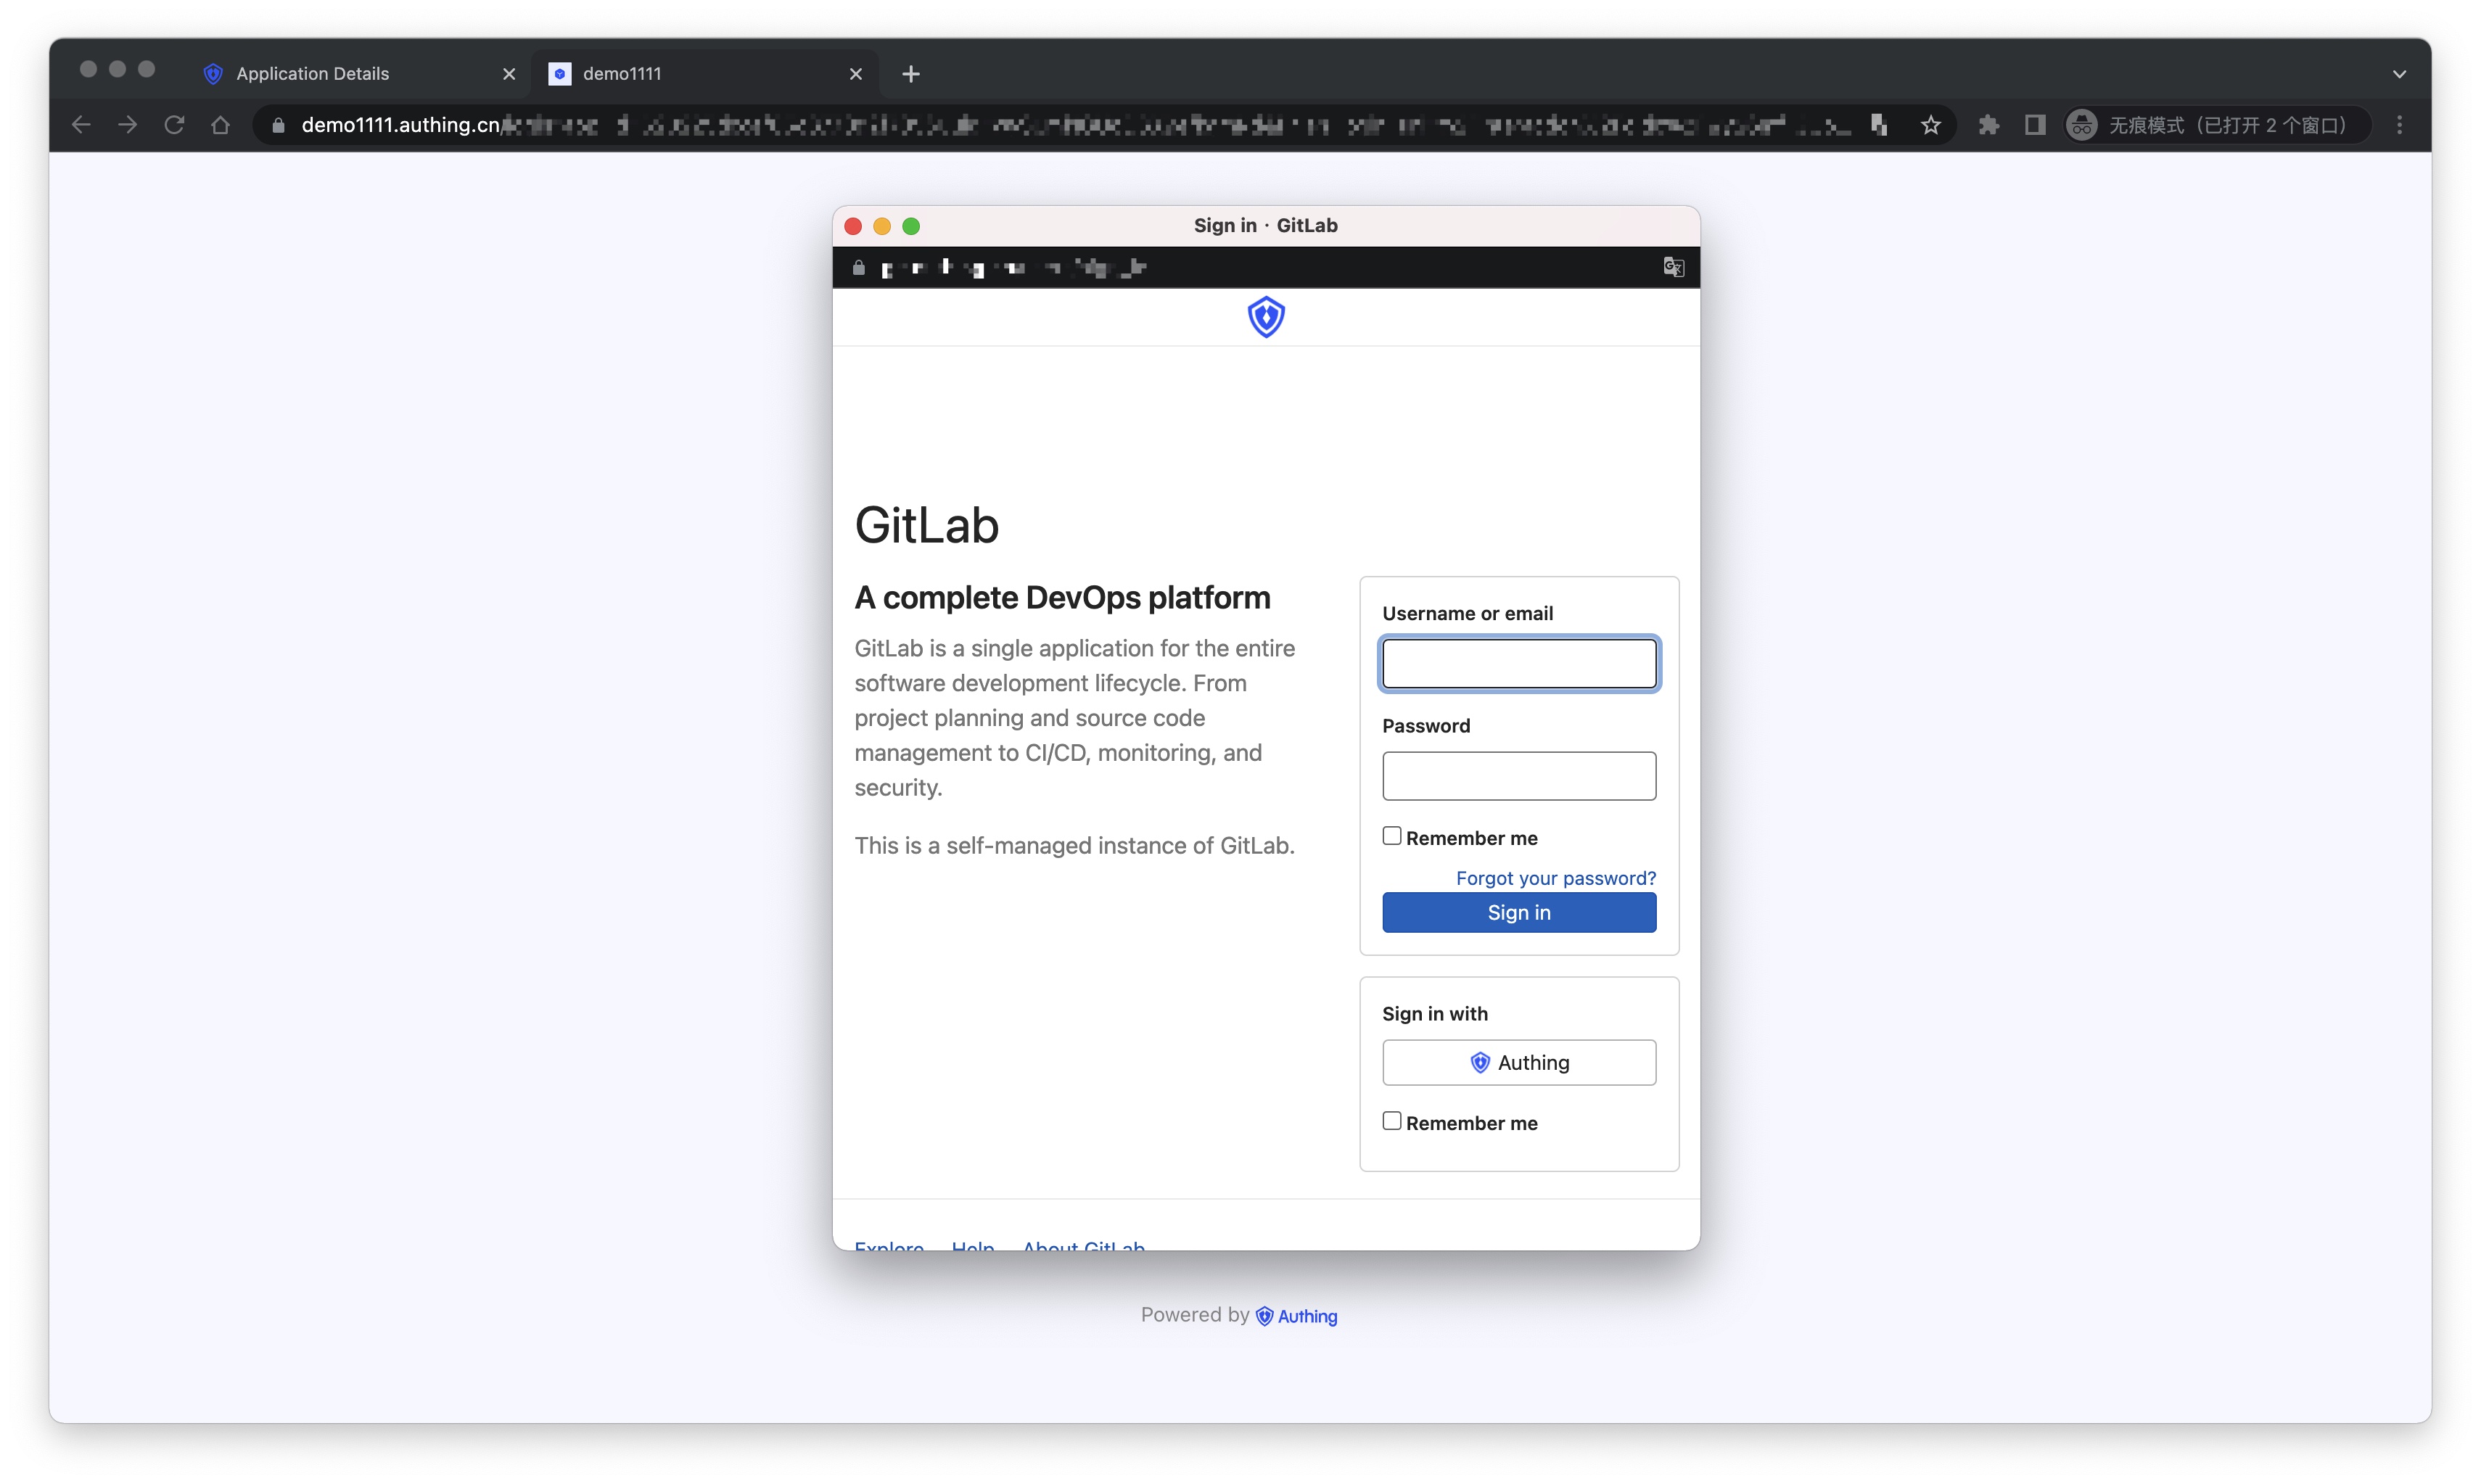 Application Details
demo1111
demo1111.authing.cn
无痕模式（已打开 2 个窗口）
Sign in · GitLab
GitLab
A complete DevOps platform
GitLab is a single application for the entire
software development lifecycle. From
project planning and source code
management to CI/CD, monitoring, and
security.
This is a self-managed instance of GitLab.
Username or email
Password
Remember me
Forgot your password?
Sign in
Sign in with
Authing
Remember me
Explore Help About GitLab
Powered by Authing